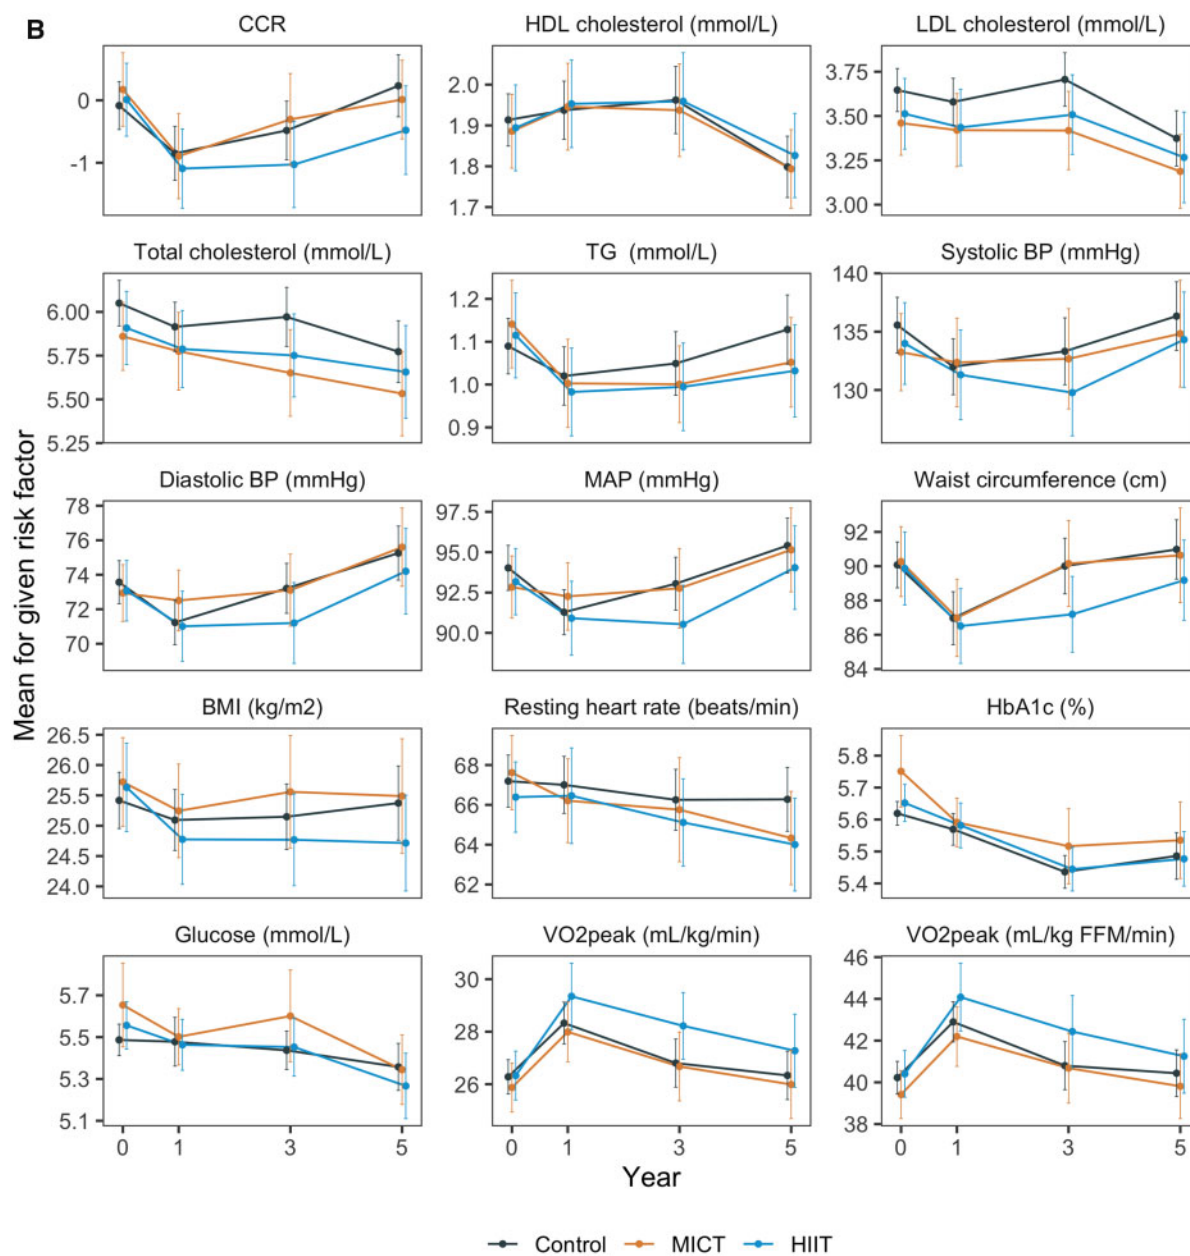 B
CCR
HDL cholesterol (mmol/L)
LDL cholesterol (mmol/L)
0
-1
2.0
1.9
1.8
1.7
3.75
3.50
3.25
3.00
Total cholesterol (mmol/L)
TG (mmol/L)
Systolic BP (mmHg)
6.00
5.75
5.50
5.25
1.2
1.1
1.0
0.9
140
135
130
Mean for given risk factor
Diastolic BP (mmHg)
MAP (mmHg)
Waist circumference (cm)
78
76
74
72
70
97.5
95.0
92.5
90.0
92
90
88
86
84
BMI (kg/m2)
Resting heart rate (beats/min)
HbA1c (%)
26.5
26.0
25.5
25.0
24.5
24.0
68
66
64
62
5.8
5.7
5.6
5.5
5.4
Glucose (mmol/L)
VO2peak (mL/kg/min)
VO2peak (mL/kg FFM/min)
5.7
5.5
5.3
5.1
30
28
26
46
44
42
40
38
0 1 3 5
0 1 3 5
0 1 3 5
Year
Control MICT HIIT